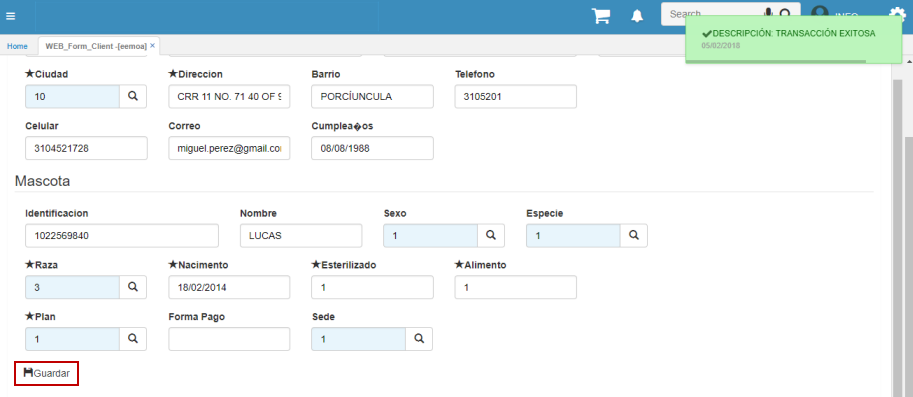 Search
INFO
DESCRIPCIÓN: TRANSACCIÓN EXITOSA
05/02/2018
Home WEB_Form_Client -[eemoa] ×
★Ciudad ★Direccion Barrio Telefono
10 CRR 11 NO. 71 40 OF 5 PORCÍUNCULA 3105201
Celular Correo Cumplea�os
3104521728 miguel.perez@gmail.co 08/08/1988
Mascota
Identificacion Nombre Sexo Especie
1022569840 LUCAS 1 1
★Raza ★Nacimento ★Esterilizado ★Alimento
3 18/02/2014 1 1
★Plan Forma Pago Sede
1 1
Guardar